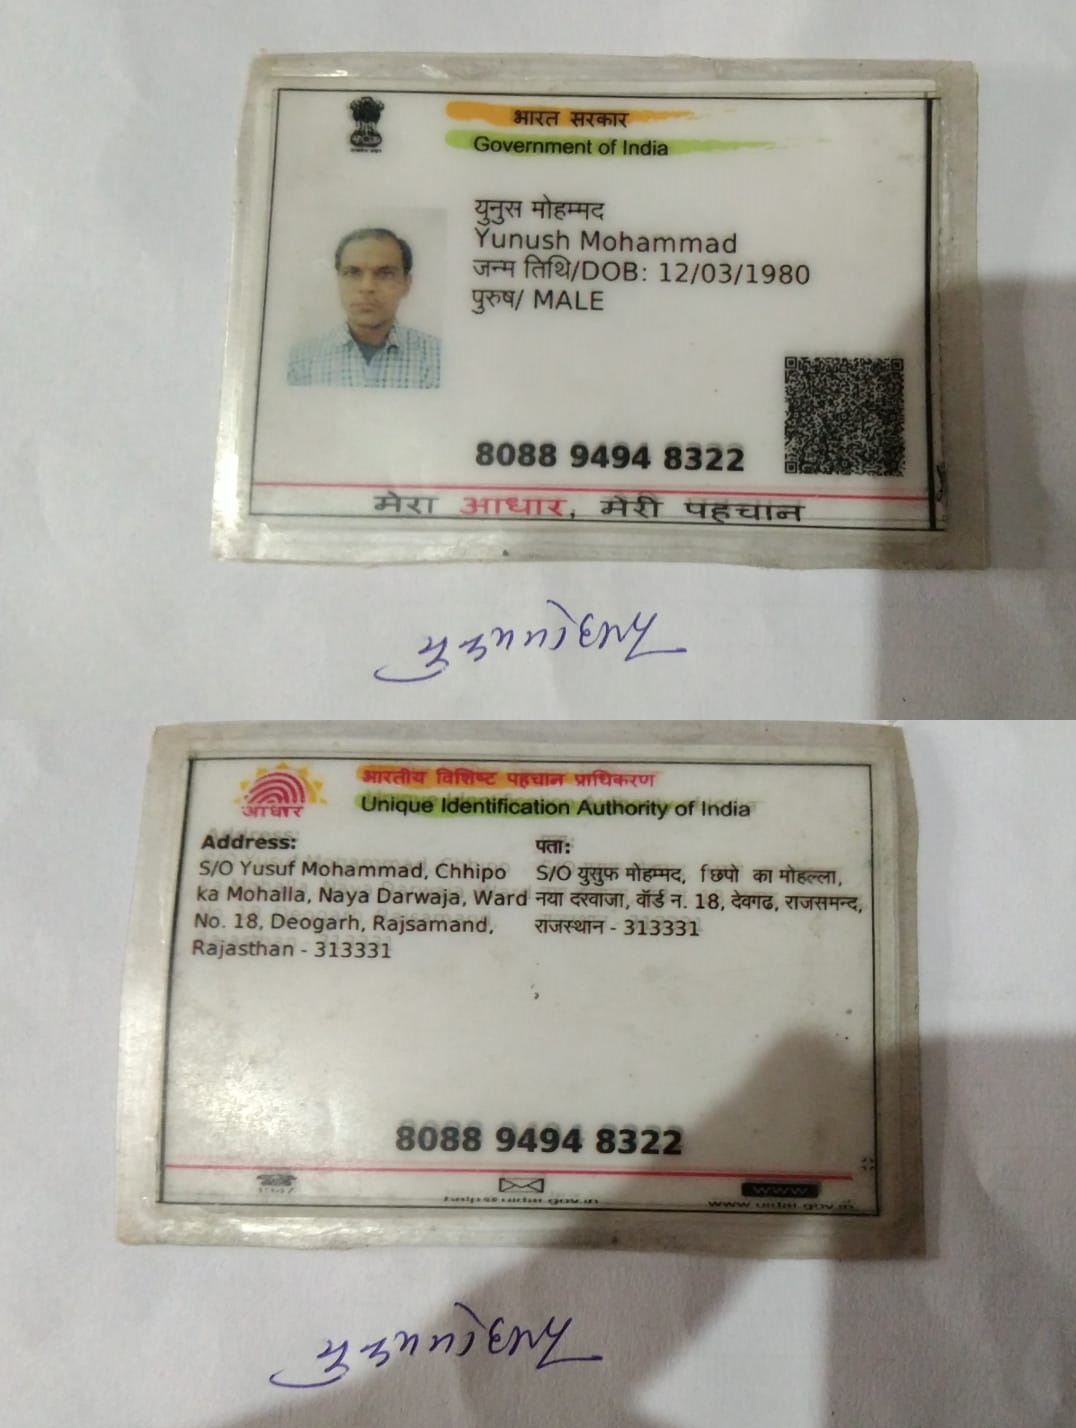 भारत सरकार
Government of India
युनुस मोहम्मद
Yunush Mohammad
जन्म तिथि/DOB: 12/03/1980
पुरुष/ MALE
8088 9494 8322
मेरा आधार, मेरी पहचान
भारतीय विशिष्ट पहचान प्राधिकरण
Unique Identification Authority of India
आधार
Address:
S/O Yusuf Mohammad, Chhipo
ka Mohalla, Naya Darwaja, Ward
No. 18, Deogarh, Rajsamand,
Rajasthan - 313331
पता:
S/O युसुफ मोहम्मद, छिपो का मोहल्ला,
नया दरवाजा, वॉर्ड न. 18, देवगढ, राजसमन्द,
राजस्थान - 313331
8088 9494 8322
1947
help@uidai.gov.in
www
www.uidai.gov.in